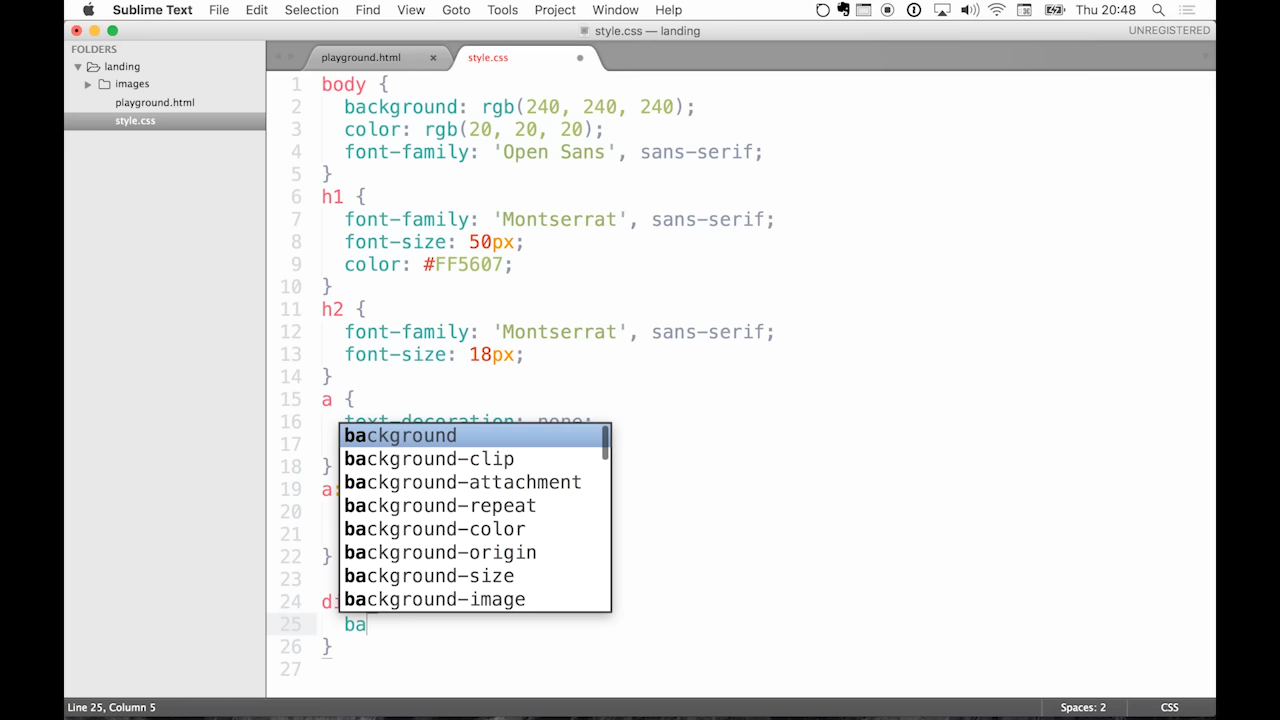 Sublime Text File Edit Selection Find View Goto Tools Project Window Help Thu 20:48
style.css — landing UNREGISTERED
FOLDERS
landing
images
playground.html
style.css
playground.html × style.css
1 body {
2 background: rgb(240, 240, 240);
3 color: rgb(20, 20, 20);
4 font-family: 'Open Sans', sans-serif;
5 }
6 h1 {
7 font-family: 'Montserrat', sans-serif;
8 font-size: 50px;
9 color: #FF5607;
10 }
11 h2 {
12 font-family: 'Montserrat', sans-serif;
13 font-size: 18px;
14 }
15 a {
16 text-decoration: none;
17
18 }
19 a:
20
21
22 }
23
24 di
25 ba
26 }
27
background
background-clip
background-attachment
background-repeat
background-color
background-origin
background-size
background-image
Line 25, Column 5 Spaces: 2 CSS